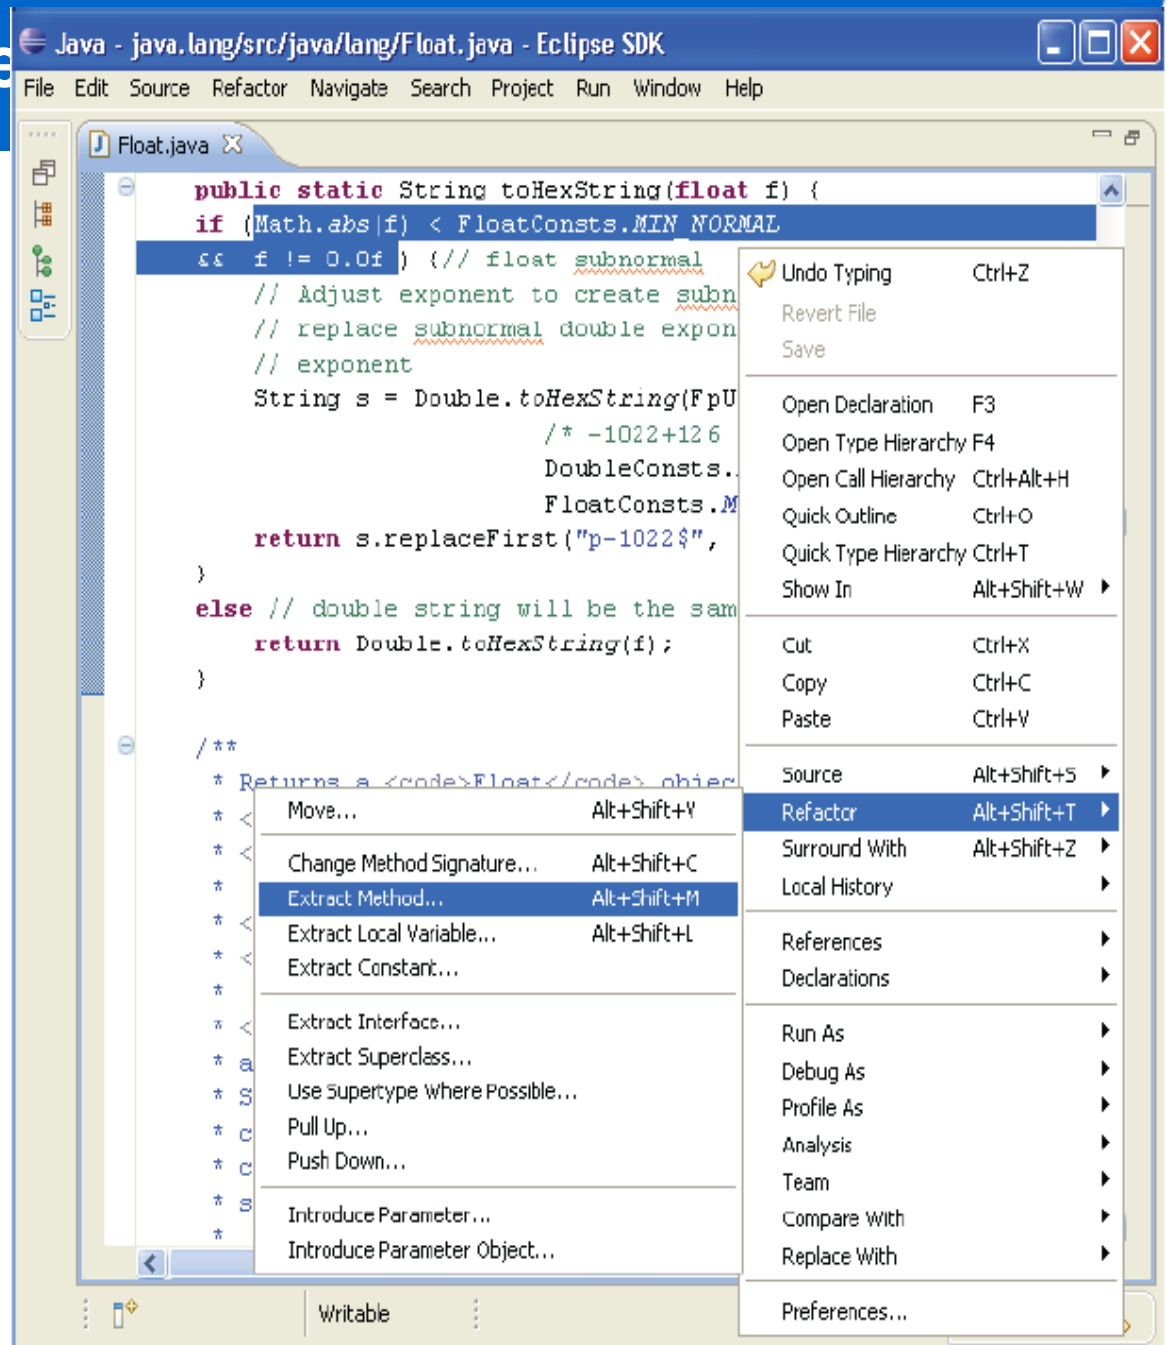 e
Java - java.lang/src/java/lang/Float.java - Eclipse SDK
File Edit Source Refactor Navigate Search Project Run Window Help
Float.java
public static String toHexString(float f) {
if (Math.abs(f) < FloatConsts.MIN_NORMAL
&& f != 0.0f ) {// float subnormal
// Adjust exponent to create subn
// replace subnormal double expon
// exponent
String s = Double.toHexString(FpU
/* -1022+126
DoubleConsts.
FloatConsts.M
return s.replaceFirst("p-1022$",
}
else // double string will be the sam
return Double.toHexString(f);
}
/**
* Returns a <code>Float</code> objec
* <
* <
*
* <
* <
*
* <
* a
* S
* c
* c
* s
*
Undo Typing Ctrl+Z
Revert File
Save
Open Declaration F3
Open Type Hierarchy F4
Open Call Hierarchy Ctrl+Alt+H
Quick Outline Ctrl+O
Quick Type Hierarchy Ctrl+T
Show In Alt+Shift+W
Cut Ctrl+X
Copy Ctrl+C
Paste Ctrl+V
Source Alt+Shift+S
Refactor Alt+Shift+T
Surround With Alt+Shift+Z
Local History
References
Declarations
Run As
Debug As
Profile As
Analysis
Team
Compare With
Replace With
Preferences...
Move... Alt+Shift+V
Change Method Signature... Alt+Shift+C
Extract Method... Alt+Shift+M
Extract Local Variable... Alt+Shift+L
Extract Constant...
Extract Interface...
Extract Superclass...
Use Supertype Where Possible...
Pull Up...
Push Down...
Introduce Parameter...
Introduce Parameter Object...
Writable